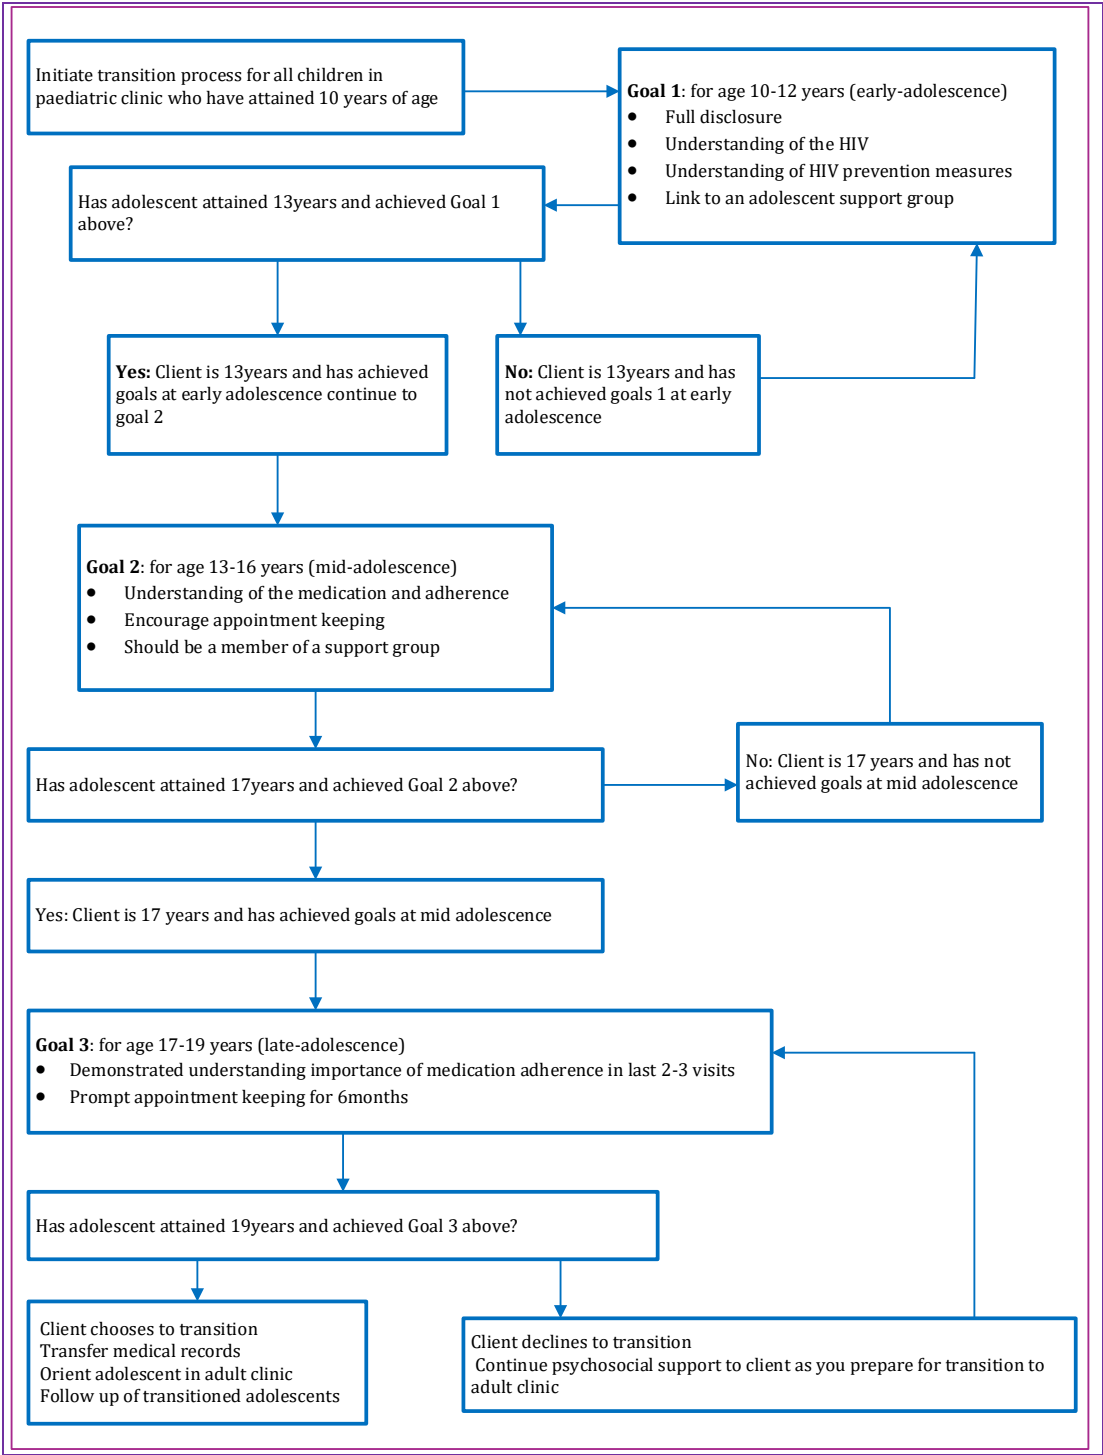 Initiate transition process for all children in
paediatric clinic who have attained 10 years of age
Goal 1: for age 10-12 years (early-adolescence)
● Full disclosure
● Understanding of the HIV
● Understanding of HIV prevention measures
● Link to an adolescent support group
Has adolescent attained 13years and achieved Goal 1
above?
Yes: Client is 13years and has achieved
goals at early adolescence continue to
goal 2
No: Client is 13years and has
not achieved goals 1 at early
adolescence
Goal 2: for age 13-16 years (mid-adolescence)
● Understanding of the medication and adherence
● Encourage appointment keeping
● Should be a member of a support group
Has adolescent attained 17years and achieved Goal 2 above?
No: Client is 17 years and has not
achieved goals at mid adolescence
Yes: Client is 17 years and has achieved goals at mid adolescence
Goal 3: for age 17-19 years (late-adolescence)
● Demonstrated understanding importance of medication adherence in last 2-3 visits
● Prompt appointment keeping for 6months
Has adolescent attained 19years and achieved Goal 3 above?
Client chooses to transition
Transfer medical records
Orient adolescent in adult clinic
Follow up of transitioned adolescents
Client declines to transition
Continue psychosocial support to client as you prepare for transition to
adult clinic